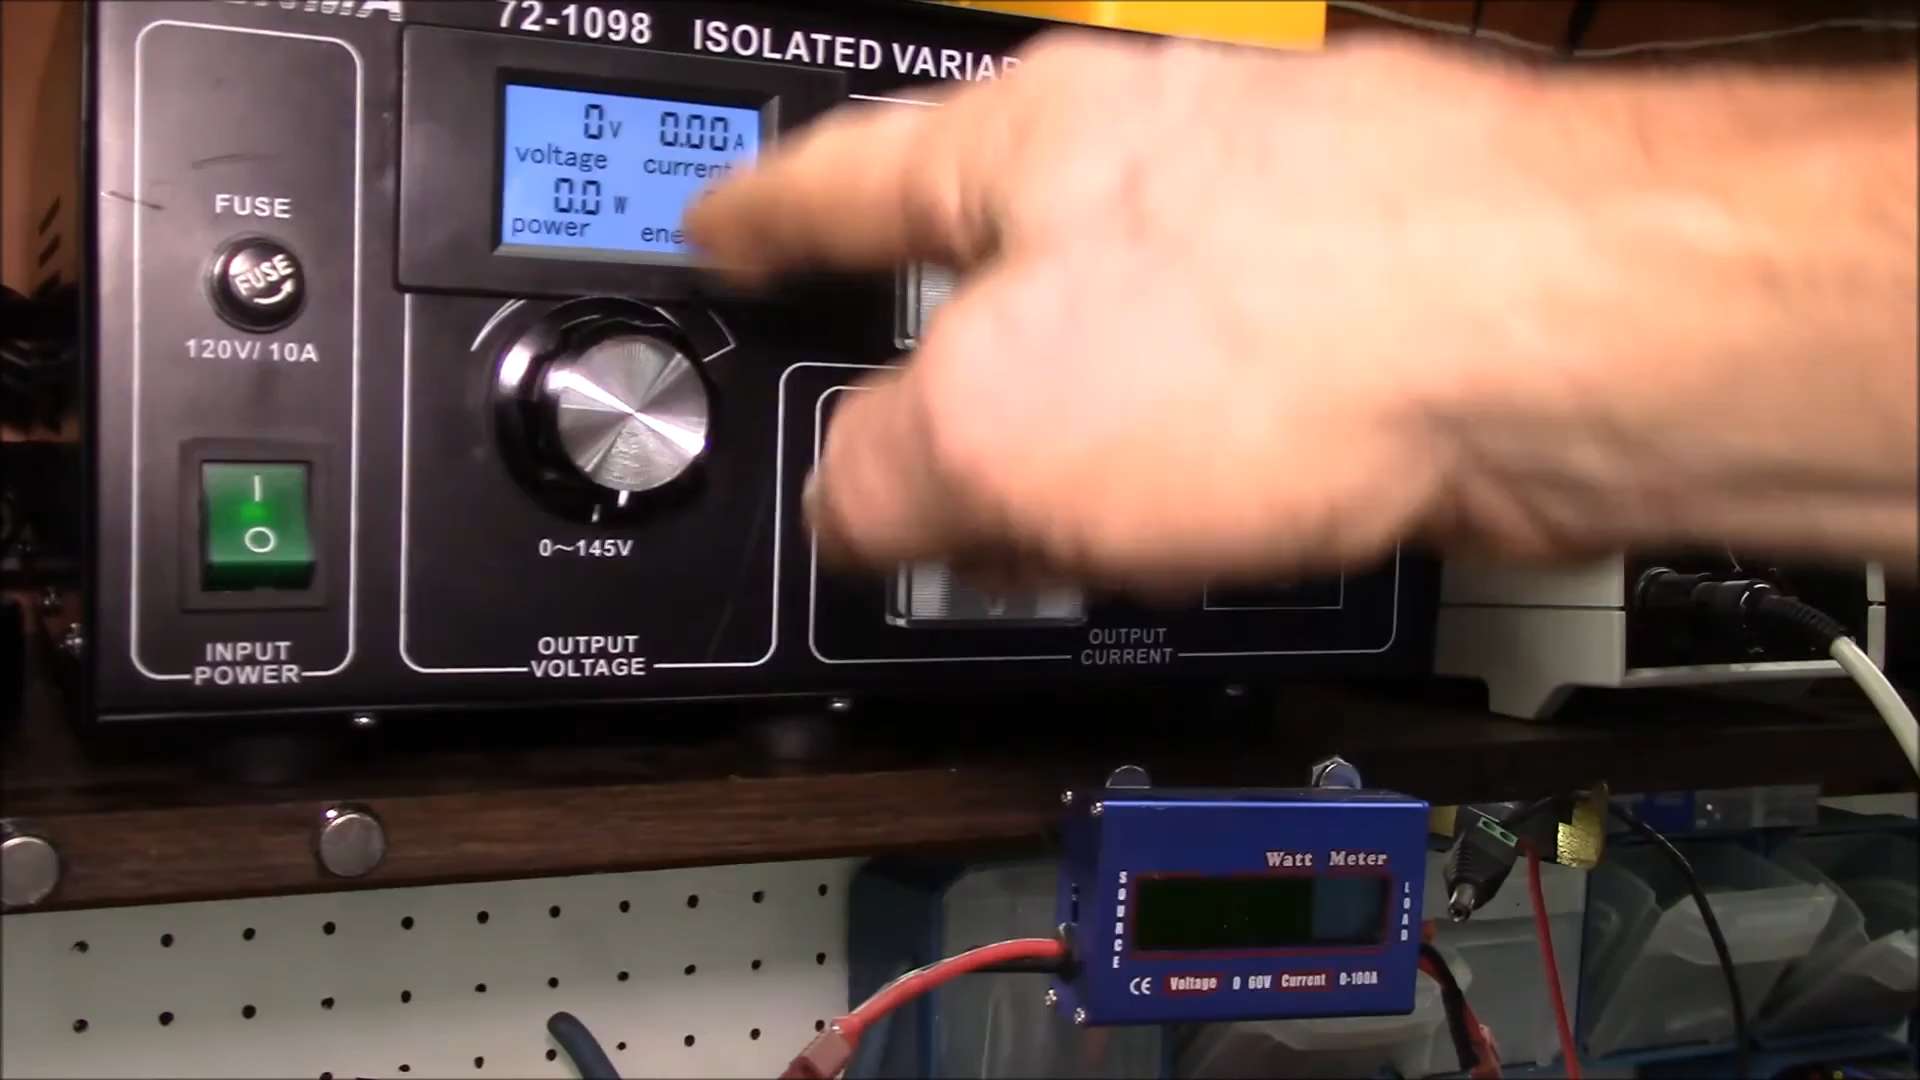 72-1098 ISOLATED
0V 0.00A
voltage current
0.0 W
power
FUSE
FUSE
120V/10A
I
O
INPUT
POWER
0~145V
OUTPUT
VOLTAGE
OUTPUT
CURRENT
Watt Meter
SOURCE
LOAD
CE Voltage 0 60V Current 0-100A